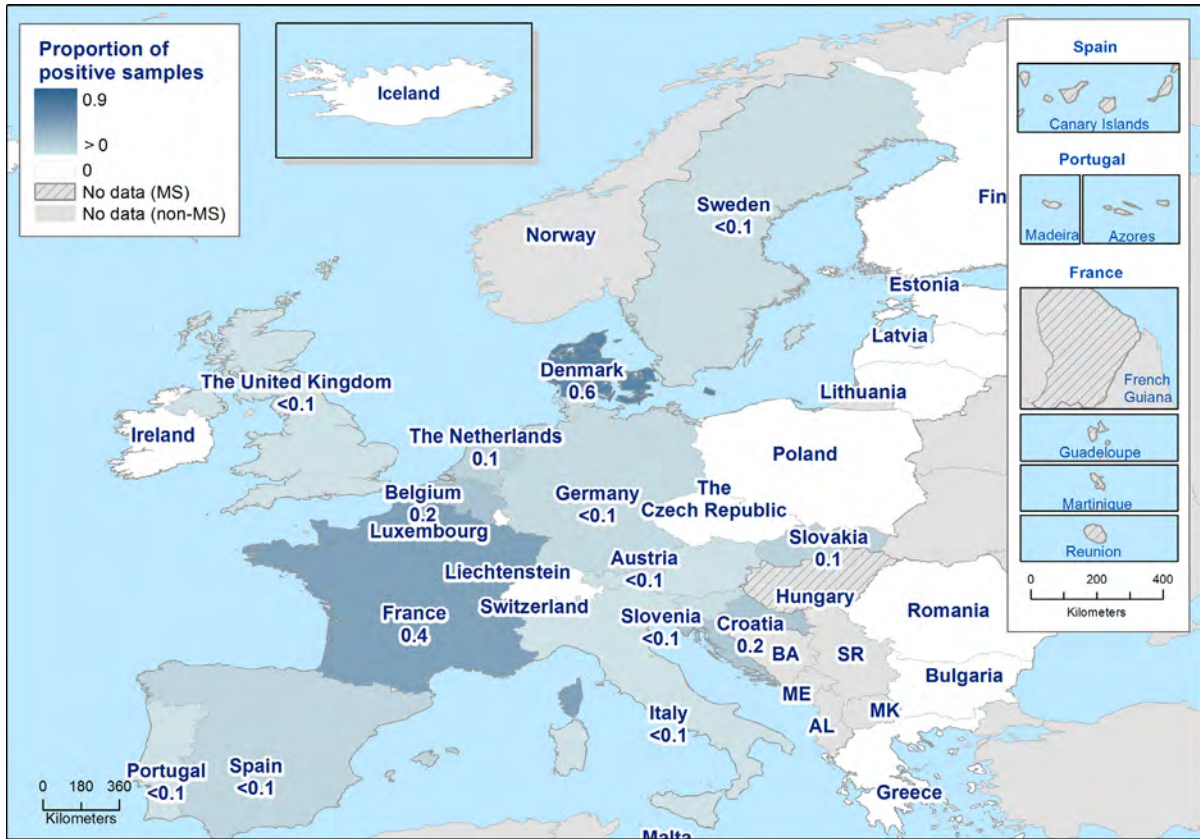 Proportion of
positive samples
0.9
> 0
0
No data (MS)
No data (non-MS)
Iceland
Spain
Canary Islands
Portugal
Madeira
Azores
France
French
Guiana
Guadeloupe
Martinique
Reunion
0 200 400
Kilometers
Norway
Sweden
<0.1
Fin
Estonia
Latvia
Lithuania
Denmark
0.6
The United Kingdom
<0.1
Ireland
The Netherlands
0.1
Belgium
0.2
Luxembourg
Germany
<0.1
Poland
The
Czech Republic
Slovakia
0.1
Austria
<0.1
Liechtenstein
Switzerland
Hungary
Romania
France
0.4
Slovenia
<0.1
Croatia
0.2
BA
SR
Bulgaria
ME
MK
AL
Italy
<0.1
Greece
Portugal
<0.1
Spain
<0.1
Malta
0 180 360
Kilometers